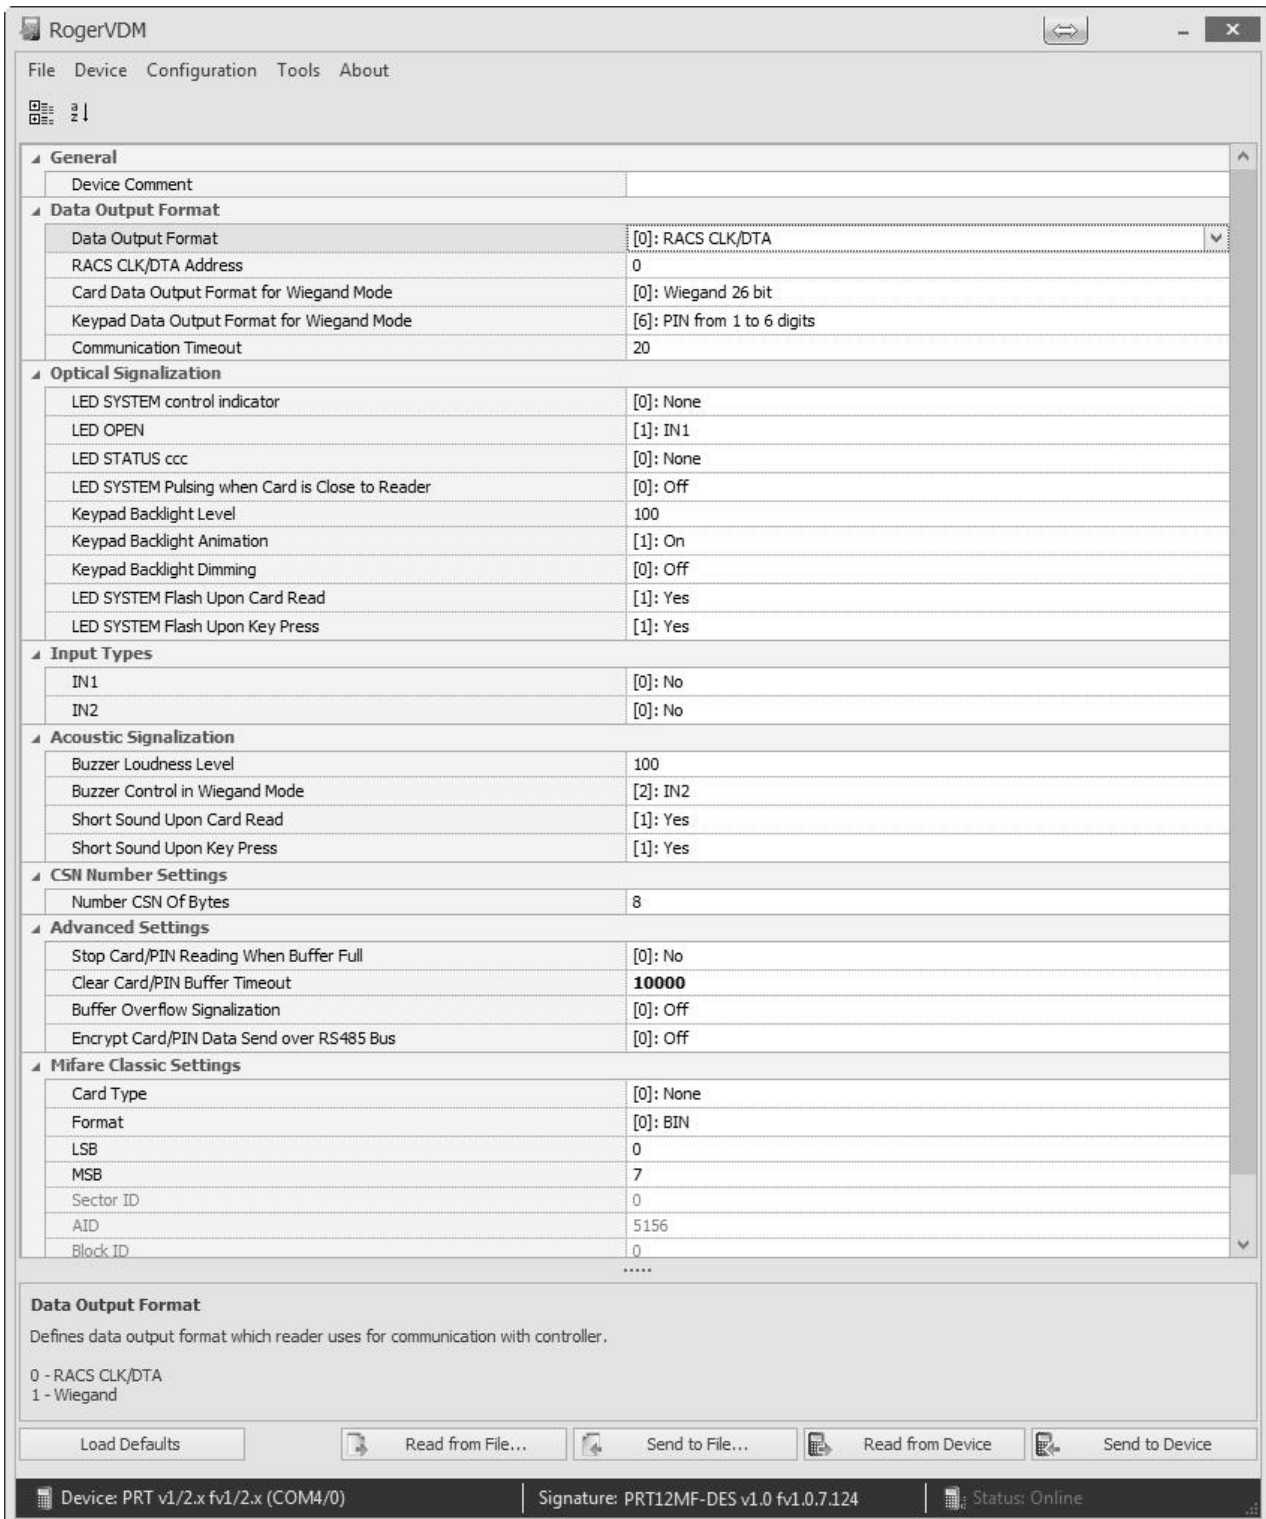 RogerVDM
File Device Configuration Tools About
General
Device Comment
Data Output Format
Data Output Format [0]: RACS CLK/DTA
RACS CLK/DTA Address 0
Card Data Output Format for Wiegand Mode [0]: Wiegand 26 bit
Keypad Data Output Format for Wiegand Mode [6]: PIN from 1 to 6 digits
Communication Timeout 20
Optical Signalization
LED SYSTEM control indicator [0]: None
LED OPEN [1]: IN1
LED STATUS ccc [0]: None
LED SYSTEM Pulsing when Card is Close to Reader [0]: Off
Keypad Backlight Level 100
Keypad Backlight Animation [1]: On
Keypad Backlight Dimming [0]: Off
LED SYSTEM Flash Upon Card Read [1]: Yes
LED SYSTEM Flash Upon Key Press [1]: Yes
Input Types
IN1 [0]: No
IN2 [0]: No
Acoustic Signalization
Buzzer Loudness Level 100
Buzzer Control in Wiegand Mode [2]: IN2
Short Sound Upon Card Read [1]: Yes
Short Sound Upon Key Press [1]: Yes
CSN Number Settings
Number CSN Of Bytes 8
Advanced Settings
Stop Card/PIN Reading When Buffer Full [0]: No
Clear Card/PIN Buffer Timeout 10000
Buffer Overflow Signalization [0]: Off
Encrypt Card/PIN Data Send over RS485 Bus [0]: Off
Mifare Classic Settings
Card Type [0]: None
Format [0]: BIN
LSB 0
MSB 7
Sector ID 0
AID 5156
Block ID 0
Data Output Format
Defines data output format which reader uses for communication with controller.
0 - RACS CLK/DTA
1 - Wiegand
Load Defaults Read from File... Send to File... Read from Device Send to Device
Device: PRT v1/2.x fv1/2.x (COM4/0) Signature: PRT12MF-DES v1.0 fv1.0.7.124 Status: Online